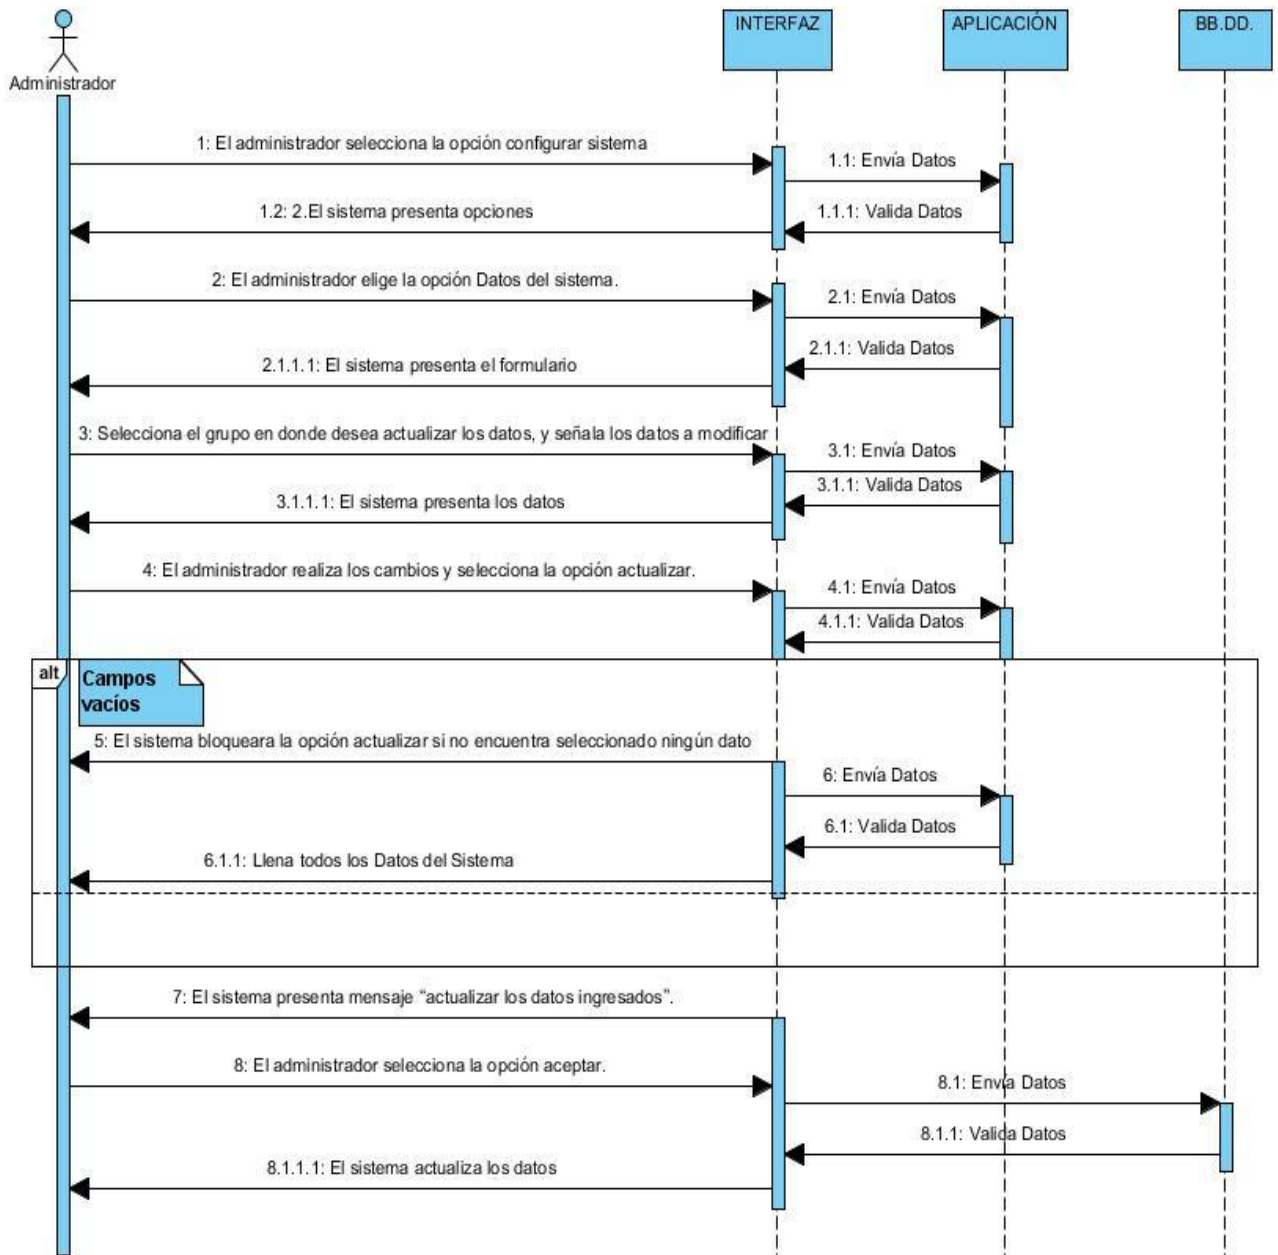 INTERFAZ
APLICACIÓN
BB.DD.
Administrador
1: El administrador selecciona la opción configurar sistema
1.1: Envía Datos
1.2: 2.El sistema presenta opciones
1.1.1: Valida Datos
2: El administrador elige la opción Datos del sistema.
2.1: Envía Datos
2.1.1: Valida Datos
2.1.1.1: El sistema presenta el formulario
3: Selecciona el grupo en donde desea actualizar los datos, y señala los datos a modificar
3.1: Envía Datos
3.1.1: Valida Datos
3.1.1.1: El sistema presenta los datos
4: El administrador realiza los cambios y selecciona la opción actualizar.
4.1: Envía Datos
4.1.1: Valida Datos
alt
Campos
vacíos
5: El sistema bloqueara la opción actualizar si no encuentra seleccionado ningún dato
6: Envía Datos
6.1: Valida Datos
6.1.1: Llena todos los Datos del Sistema
7: El sistema presenta mensaje “actualizar los datos ingresados”.
8: El administrador selecciona la opción aceptar.
8.1: Envía Datos
8.1.1: Valida Datos
8.1.1.1: El sistema actualiza los datos